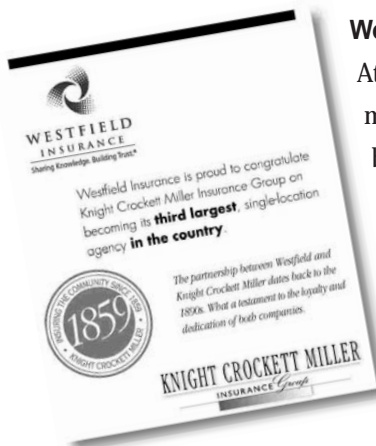 WESTFIELD
INSURANCE
Sharing Knowledge. Building Trust.®
Westfield Insurance is proud to congratulate
Knight Crockett Miller Insurance Group on
becoming its third largest, single-location
agency in the country.
INSURING THE COMMUNITY SINCE 1859
1859
KNIGHT CROCKETT MILLER
The partnership between Westfield and
Knight Crockett Miller dates back to the
1890s. What a testament to the loyalty and
dedication of both companies.
KNIGHT CROCKETT MILLER
INSURANCE Group